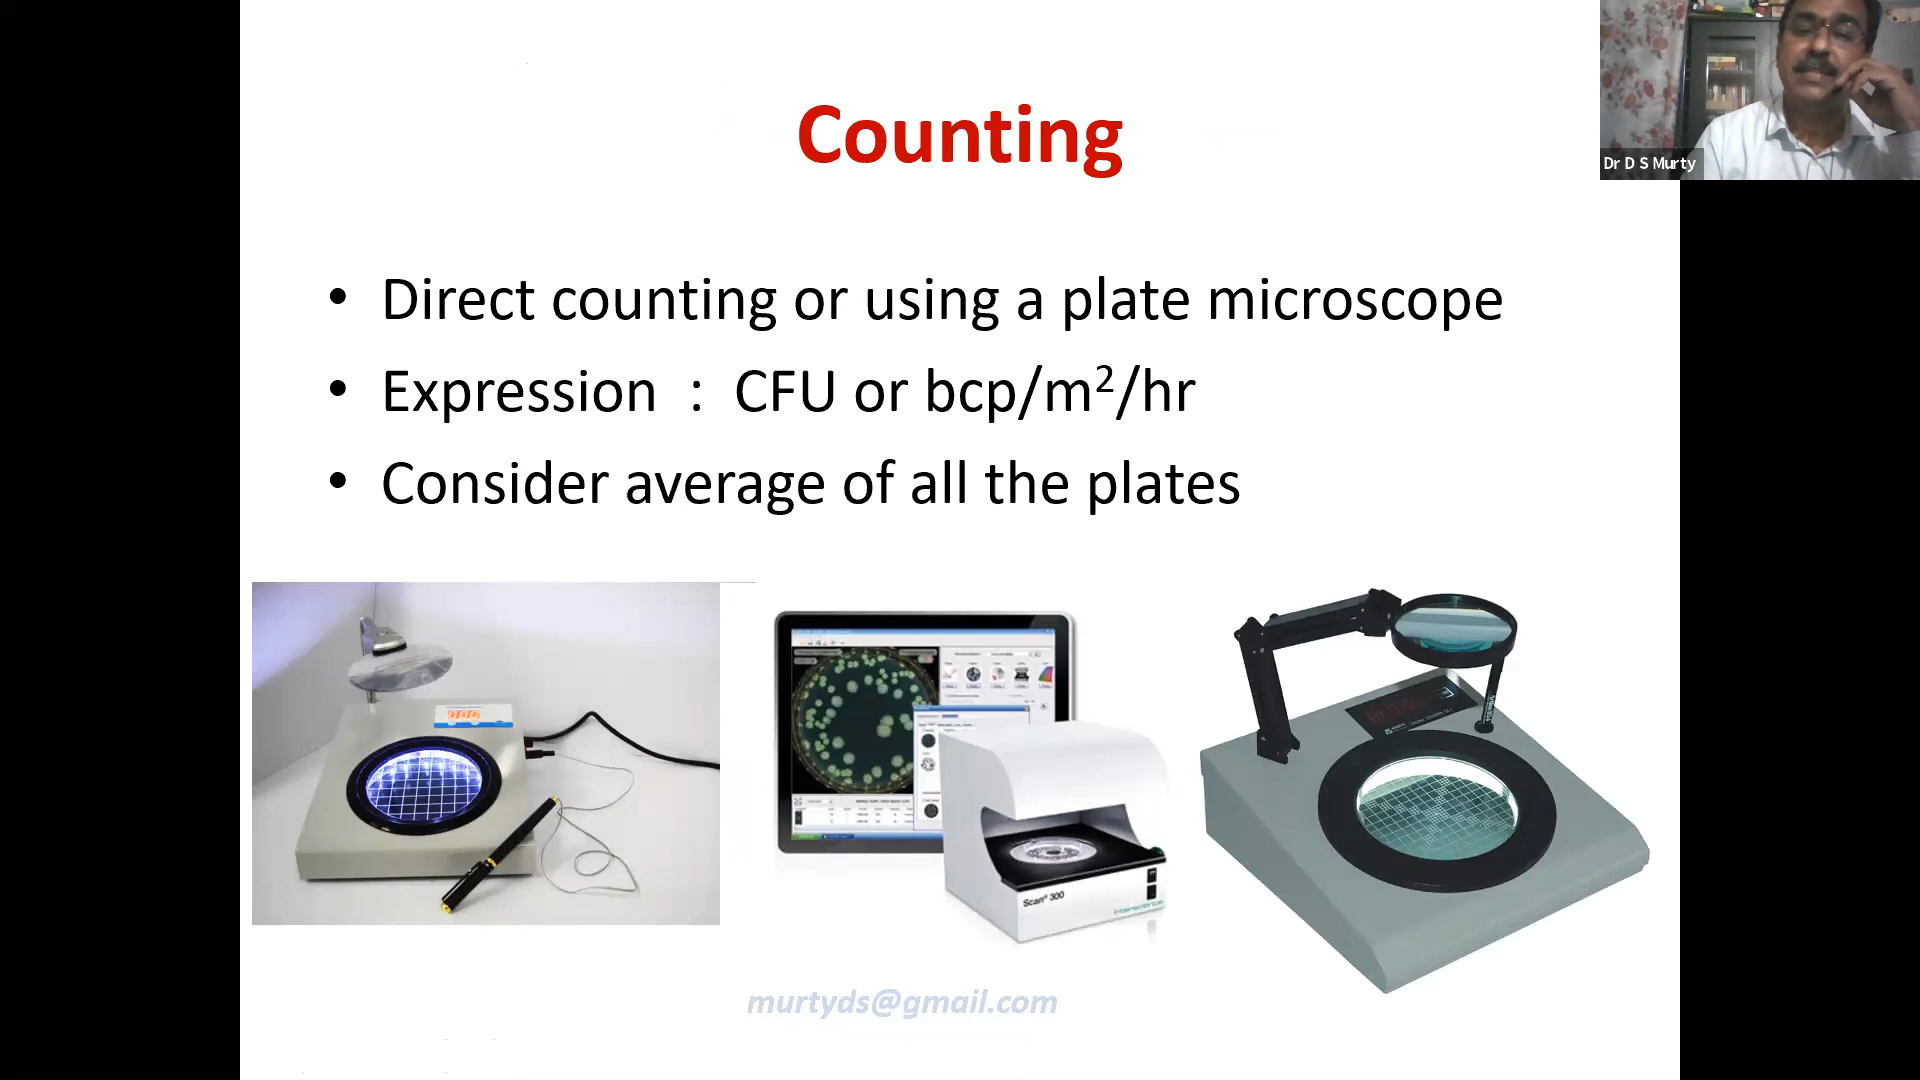 Counting
Dr D S Murty
• Direct counting or using a plate microscope
• Expression : CFU or bcp/m²/hr
• Consider average of all the plates
Scan® 300
interscience
murtyds@gmail.com